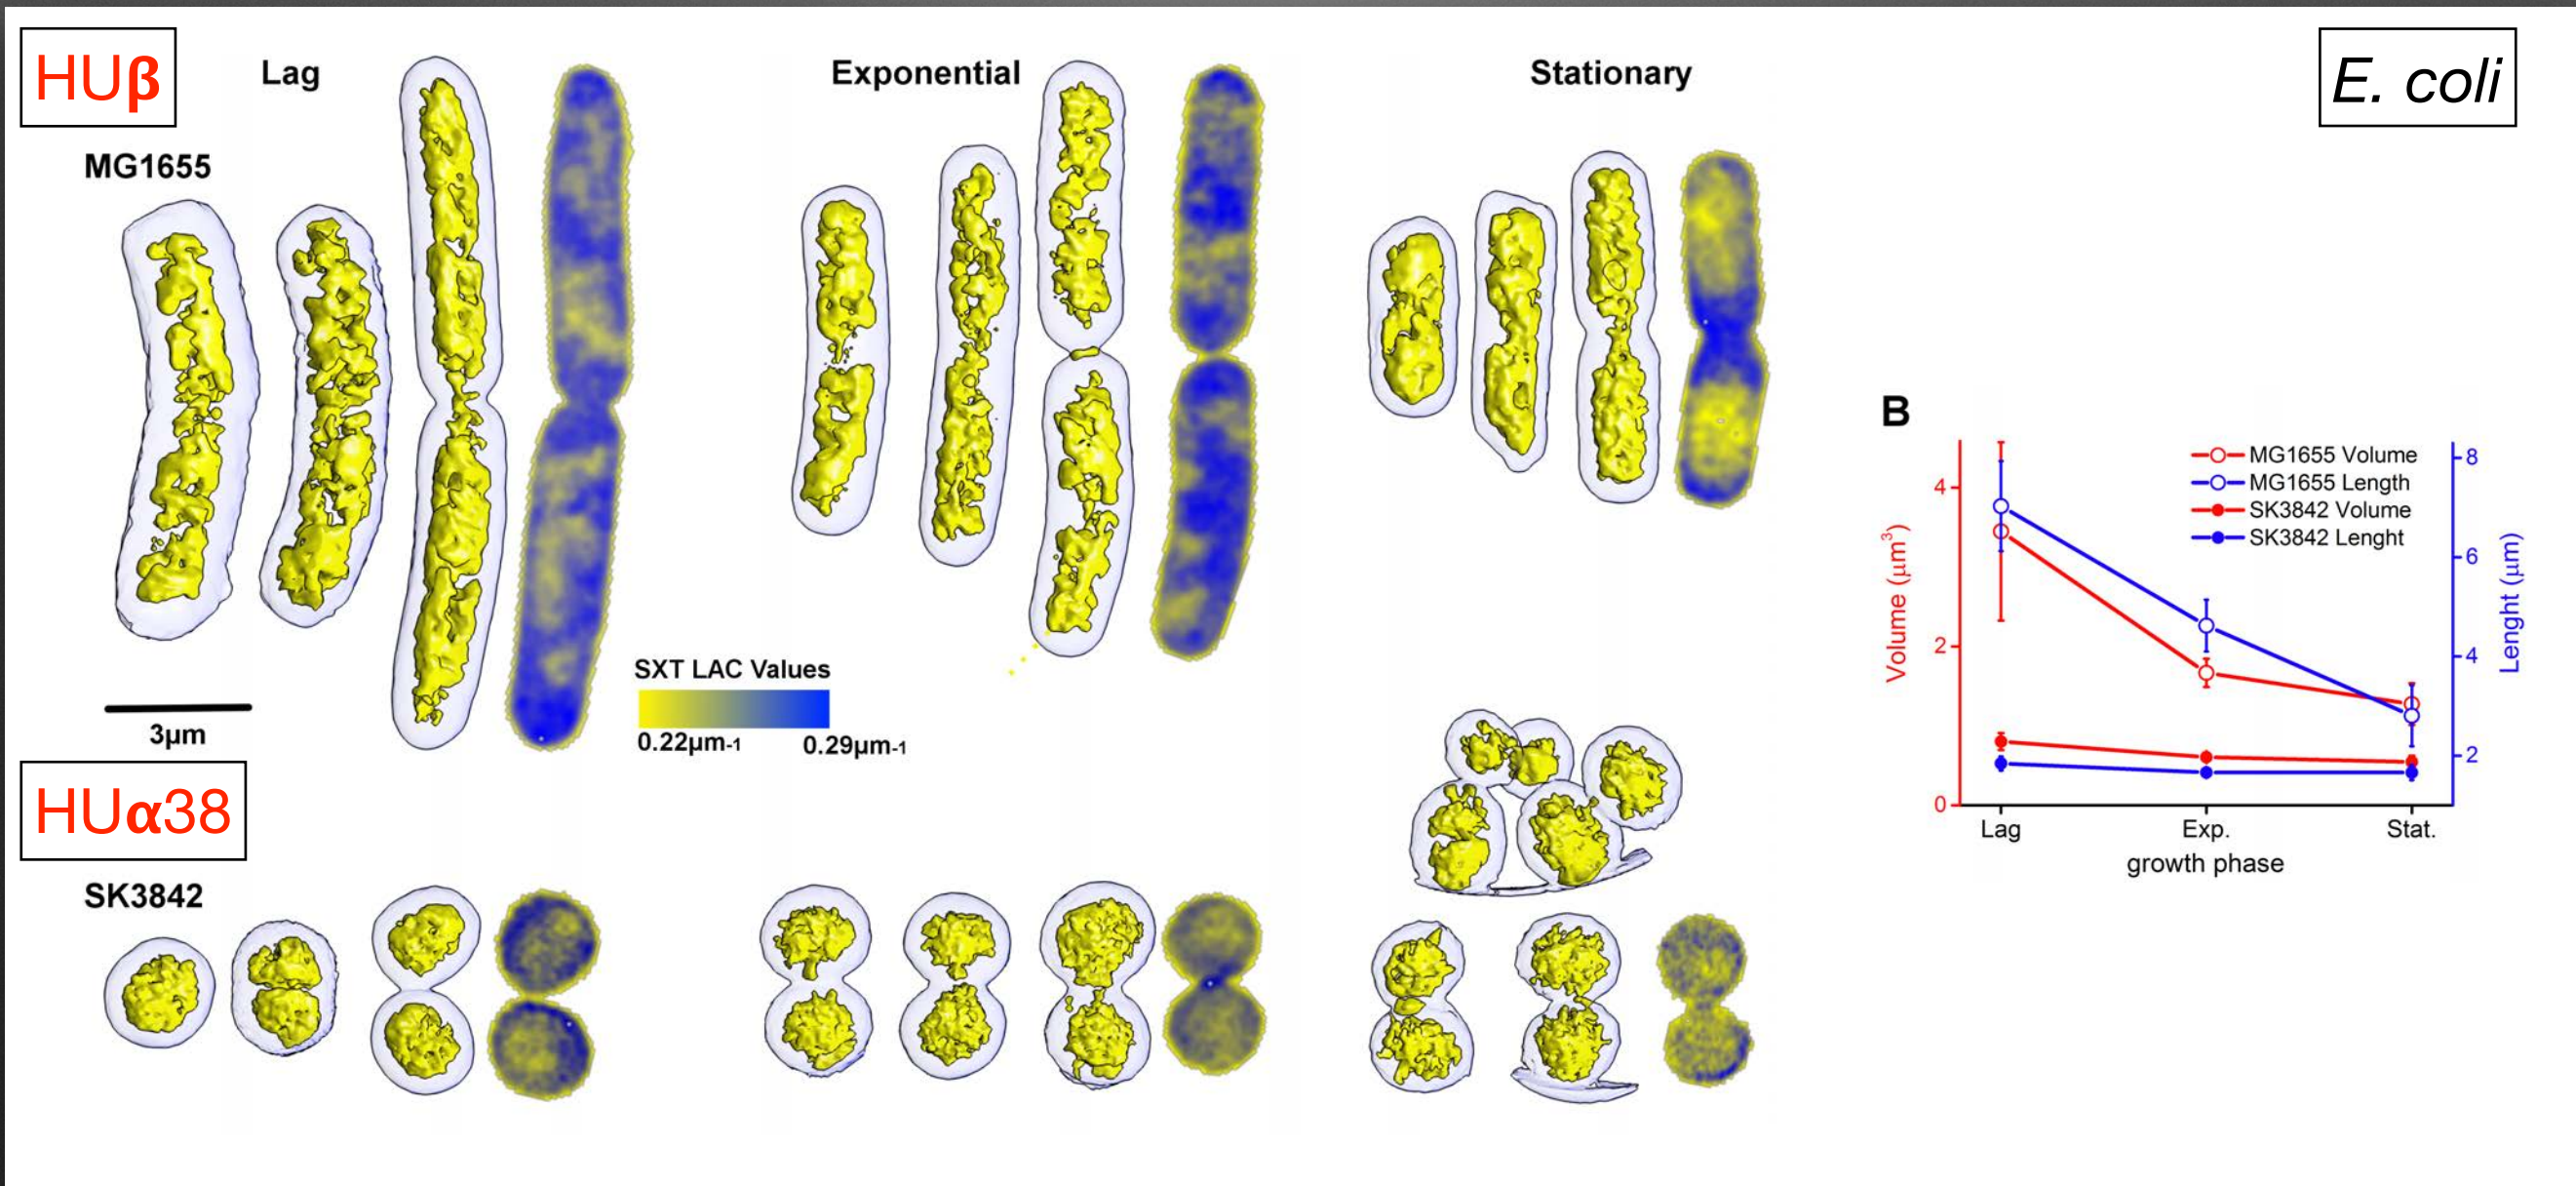 HUβ
Lag
Exponential
Stationary
E. coli
MG1655
SXT LAC Values
0.22μm-1
0.29μm-1
3μm
HUα38
SK3842
B
MG1655 Volume
MG1655 Length
SK3842 Volume
SK3842 Lenght
Volume (μm³)
4
2
0
8
6
4
2
Lenght (μm)
Lag
Exp.
Stat.
growth phase